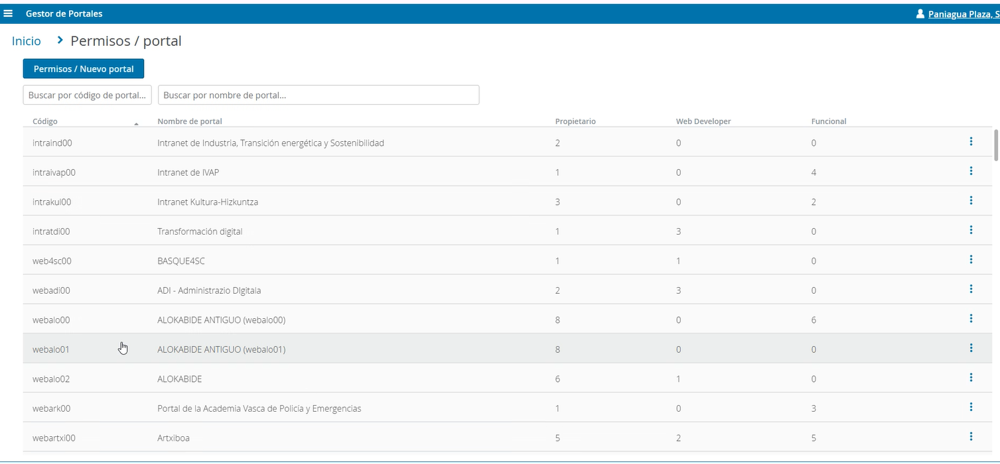 Gestor de Portales Paniagua Plaza, S
Inicio > Permisos / portal
Permisos / Nuevo portal
Buscar por código de portal... Buscar por nombre de portal...
Código Nombre de portal Propietario Web Developer Funcional
intraind00 Intranet de Industria, Transición energética y Sostenibilidad 2 0 0
intraivap00 Intranet de IVAP 1 0 4
intrakul00 Intranet Kultura-Hizkuntza 3 0 2
intratdi00 Transformación digital 1 3 0
web4sc00 BASQUE4SC 1 1 0
webadi00 ADI - Administrazio DIgitala 2 3 0
webalo00 ALOKABIDE ANTIGUO (webalo00) 8 0 6
webalo01 ALOKABIDE ANTIGUO (webalo01) 8 0 0
webalo02 ALOKABIDE 6 1 0
webark00 Portal de la Academia Vasca de Policía y Emergencias 1 0 3
webartxi00 Artxiboa 5 2 5